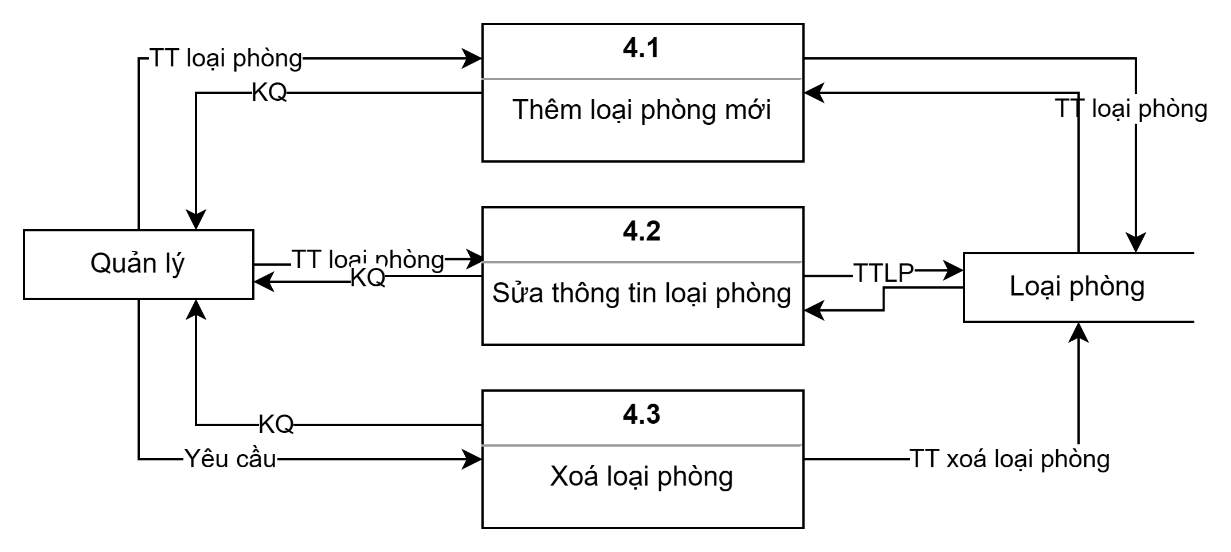 4.1
TT loại phòng
KQ
Thêm loại phòng mới
TT loại phòng
4.2
Quản lý
TT loại phòng
KQ
Sửa thông tin loại phòng
TTLP
Loại phòng
4.3
KQ
Yêu cầu
Xoá loại phòng
TT xoá loại phòng